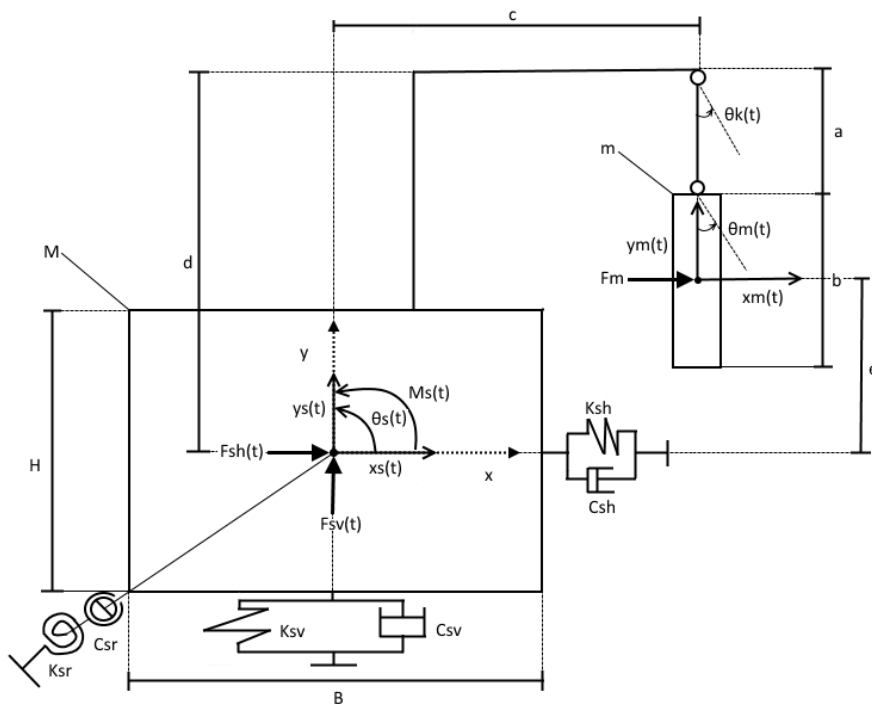 c
θk(t)
a
m
M
d
ym(t)
θm(t)
Fm
xm(t)
b
e
y
Ms(t)
ys(t)
θs(t)
Ksh
H
Fsh(t)
xs(t)
x
Csh
Fsv(t)
Ksr
Csr
Ksv
Csv
B